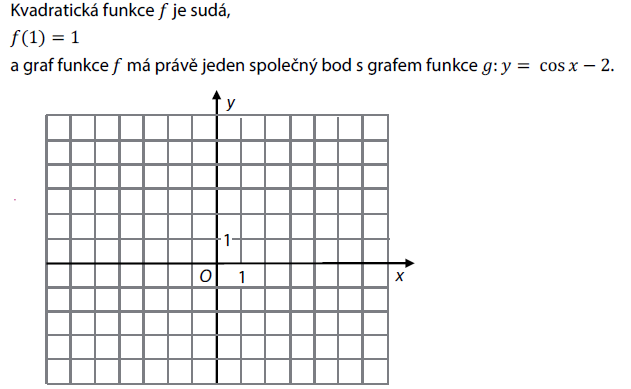 Kvadratická funkce f je sudá,
f(1) = 1
a graf funkce f má právě jeden společný bod s grafem funkce g: y = cos x − 2.
y
1
O 1 x